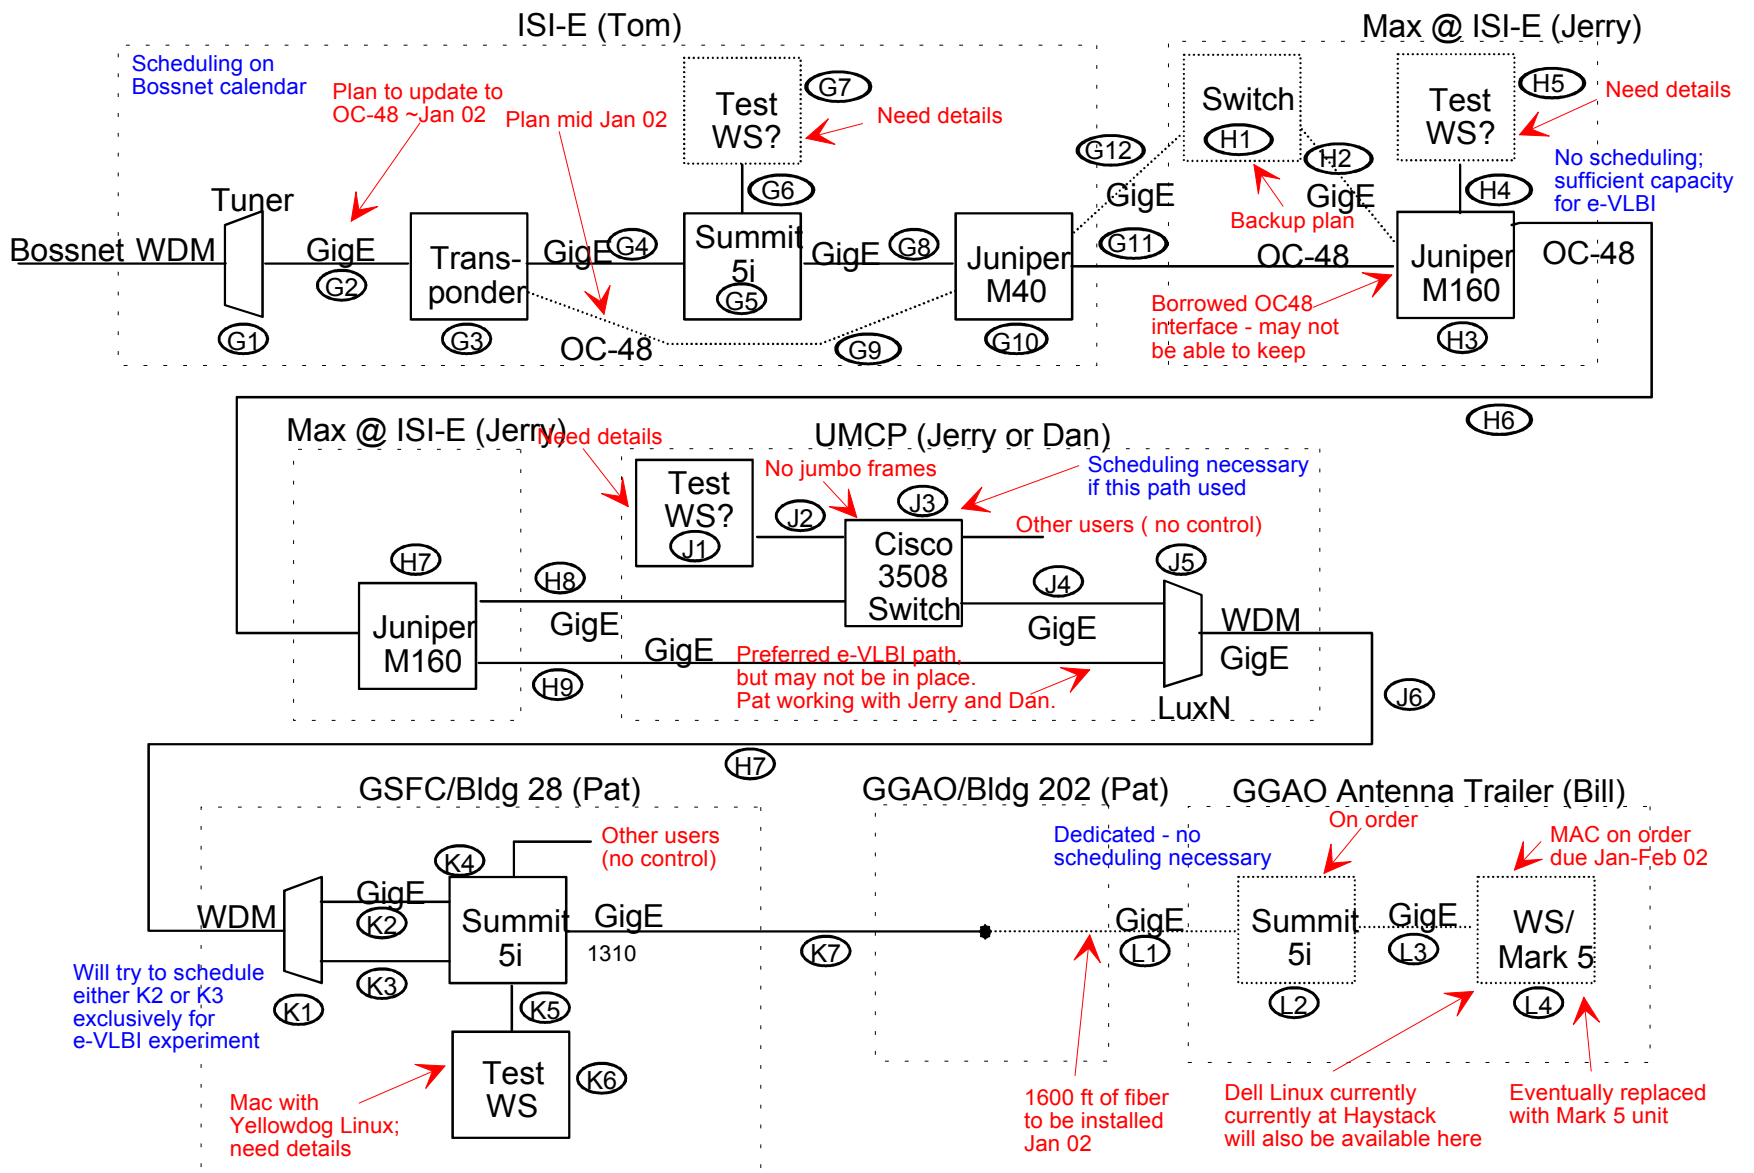 ISI-E (Tom)
Max @ ISI-E (Jerry)
Scheduling on
Bossnet calendar
Plan to update to
OC-48 ~Jan 02
Plan mid Jan 02
Test
WS?
G7
Need details
G6
G12
Switch
H1
H2
Test
WS?
H5
Need details
H4
No scheduling;
sufficient capacity
for e-VLBI
Tuner
Bossnet WDM
G1
GigE
G2
Trans-
ponder
G3
GigE
G4
Summit
5i
G5
GigE
G8
Juniper
M40
G10
GigE
G11
GigE
Backup plan
OC-48
Juniper
M160
H3
OC-48
OC-48
G9
Borrowed OC48
interface - may not
be able to keep
H6
Max @ ISI-E (Jerry)
Need details
UMCP (Jerry or Dan)
Test
WS?
J1
No jumbo frames
J2
J3
Scheduling necessary
if this path used
Other users ( no control)
Cisco
3508
Switch
H7
Juniper
M160
H8
GigE
H9
GigE
J4
GigE
J5
WDM
GigE
LuxN
J6
Preferred e-VLBI path,
but may not be in place.
Pat working with Jerry and Dan.
H7
GSFC/Bldg 28 (Pat)
GGAO/Bldg 202 (Pat)
GGAO Antenna Trailer (Bill)
Other users
(no control)
Dedicated - no
scheduling necessary
On order
MAC on order
due Jan-Feb 02
K4
WDM
GigE
K2
K3
K1
Summit
5i
GigE
1310
K7
GigE
L1
Summit
5i
L2
GigE
L3
WS/
Mark 5
L4
Will try to schedule
either K2 or K3
exclusively for
e-VLBI experiment
K5
Test
WS
K6
Mac with
Yellowdog Linux;
need details
1600 ft of fiber
to be installed
Jan 02
Dell Linux currently
currently at Haystack
will also be available here
Eventually replaced
with Mark 5 unit